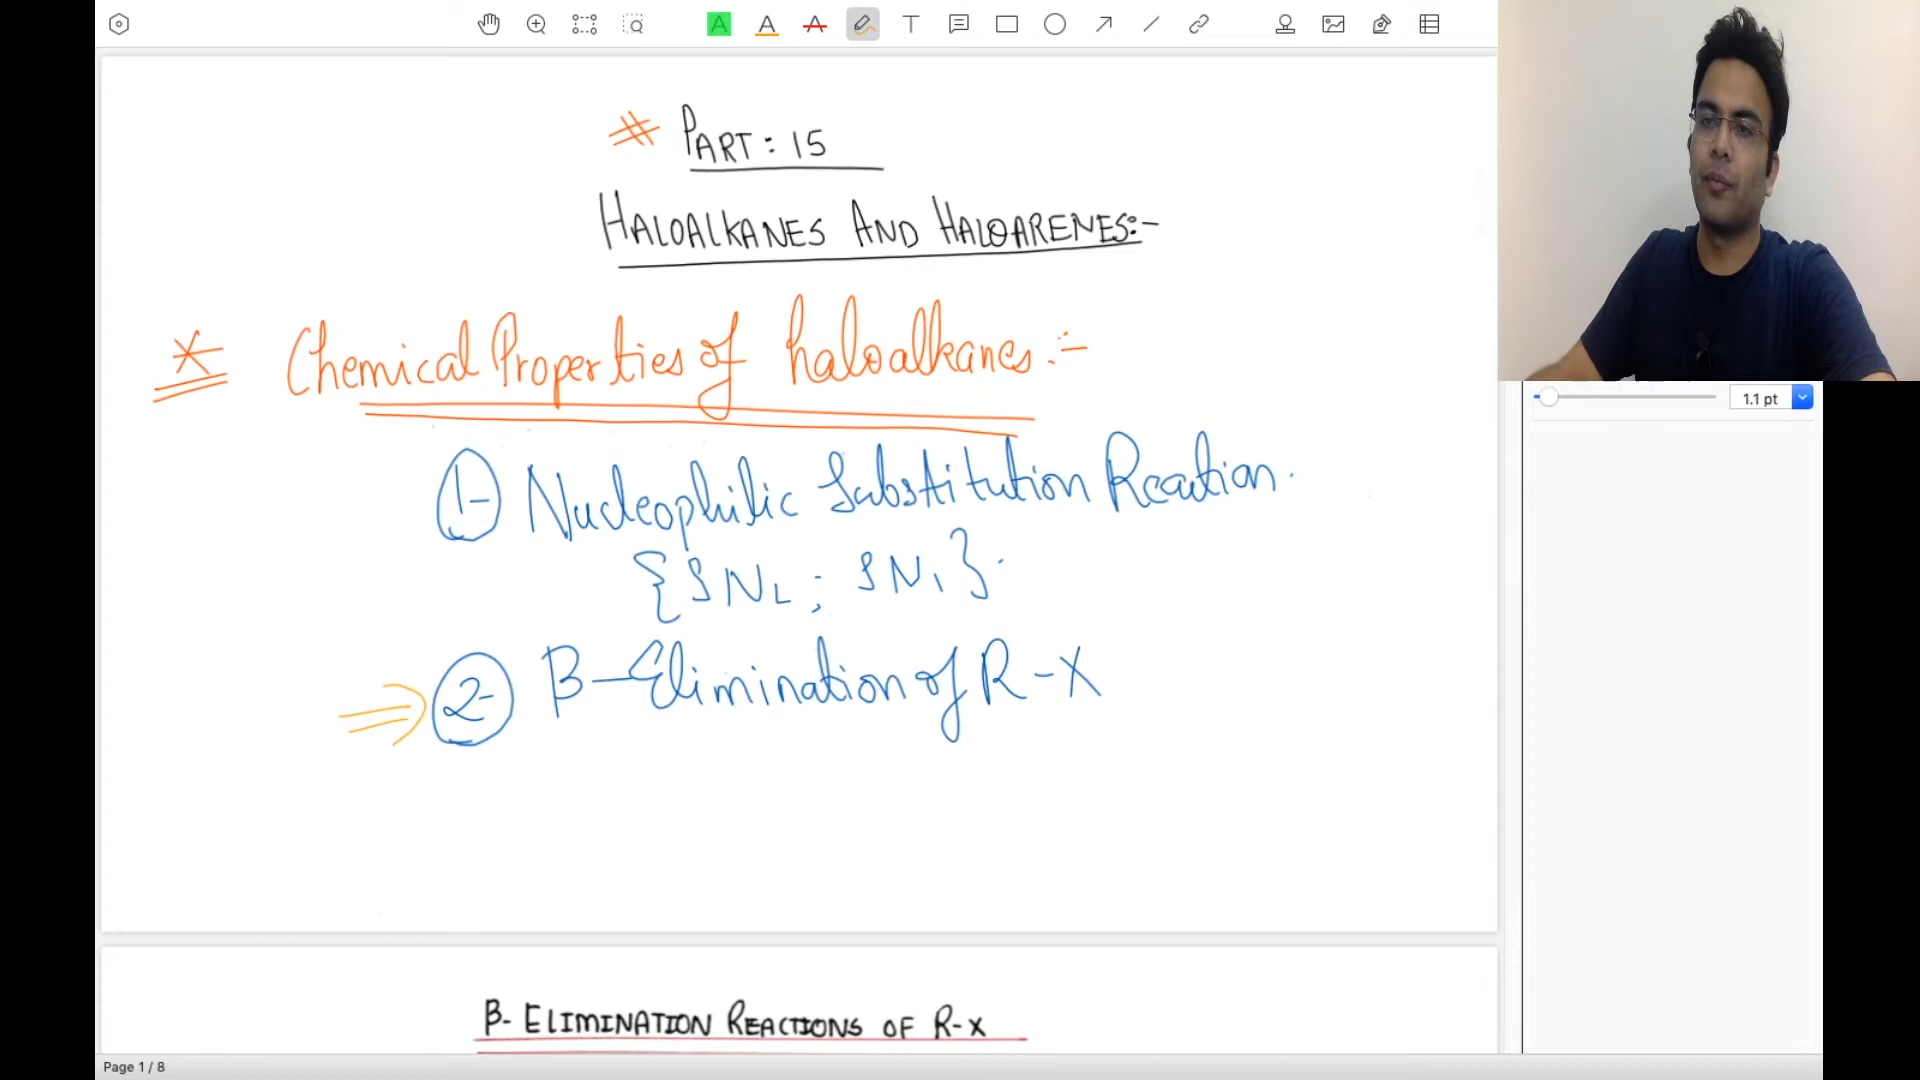 A A A T
PART: 15
HALOALKANES AND HALOARENES:-
Chemical Properties of haloalkanes:-
1.1 pt
1- Nucleophilic Substitution Reaction.
{SN2 ; SN1}.
2- β-Elimination of R-X
β- ELIMINATION REACTIONS OF R-X
Page 1 / 8